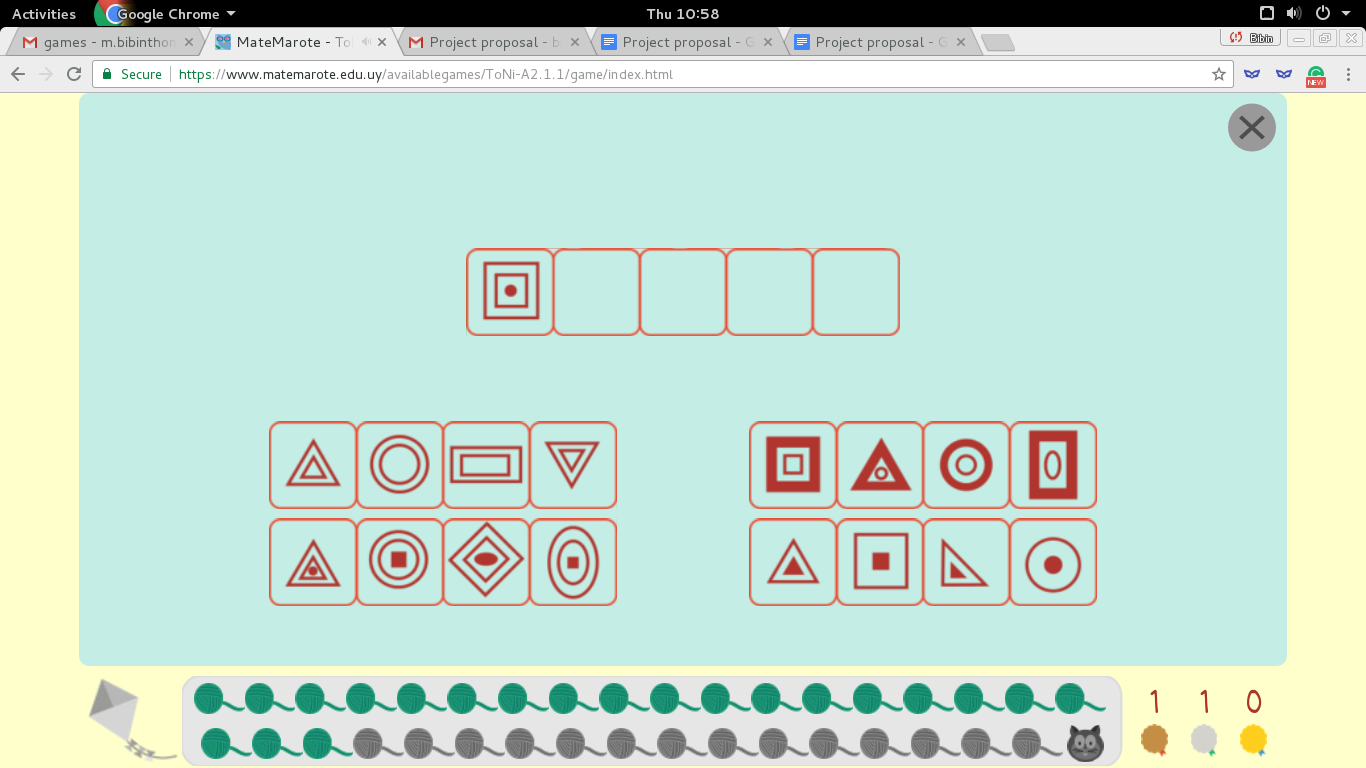 Activities Google Chrome Thu 10:58
games - m.bibinthon MateMarote - To Project proposal - b Project proposal - G Project proposal - G Bibin
Secure https://www.matemarote.edu.uy/availablegames/ToNi-A2.1.1/game/index.html NEW
1 1 0